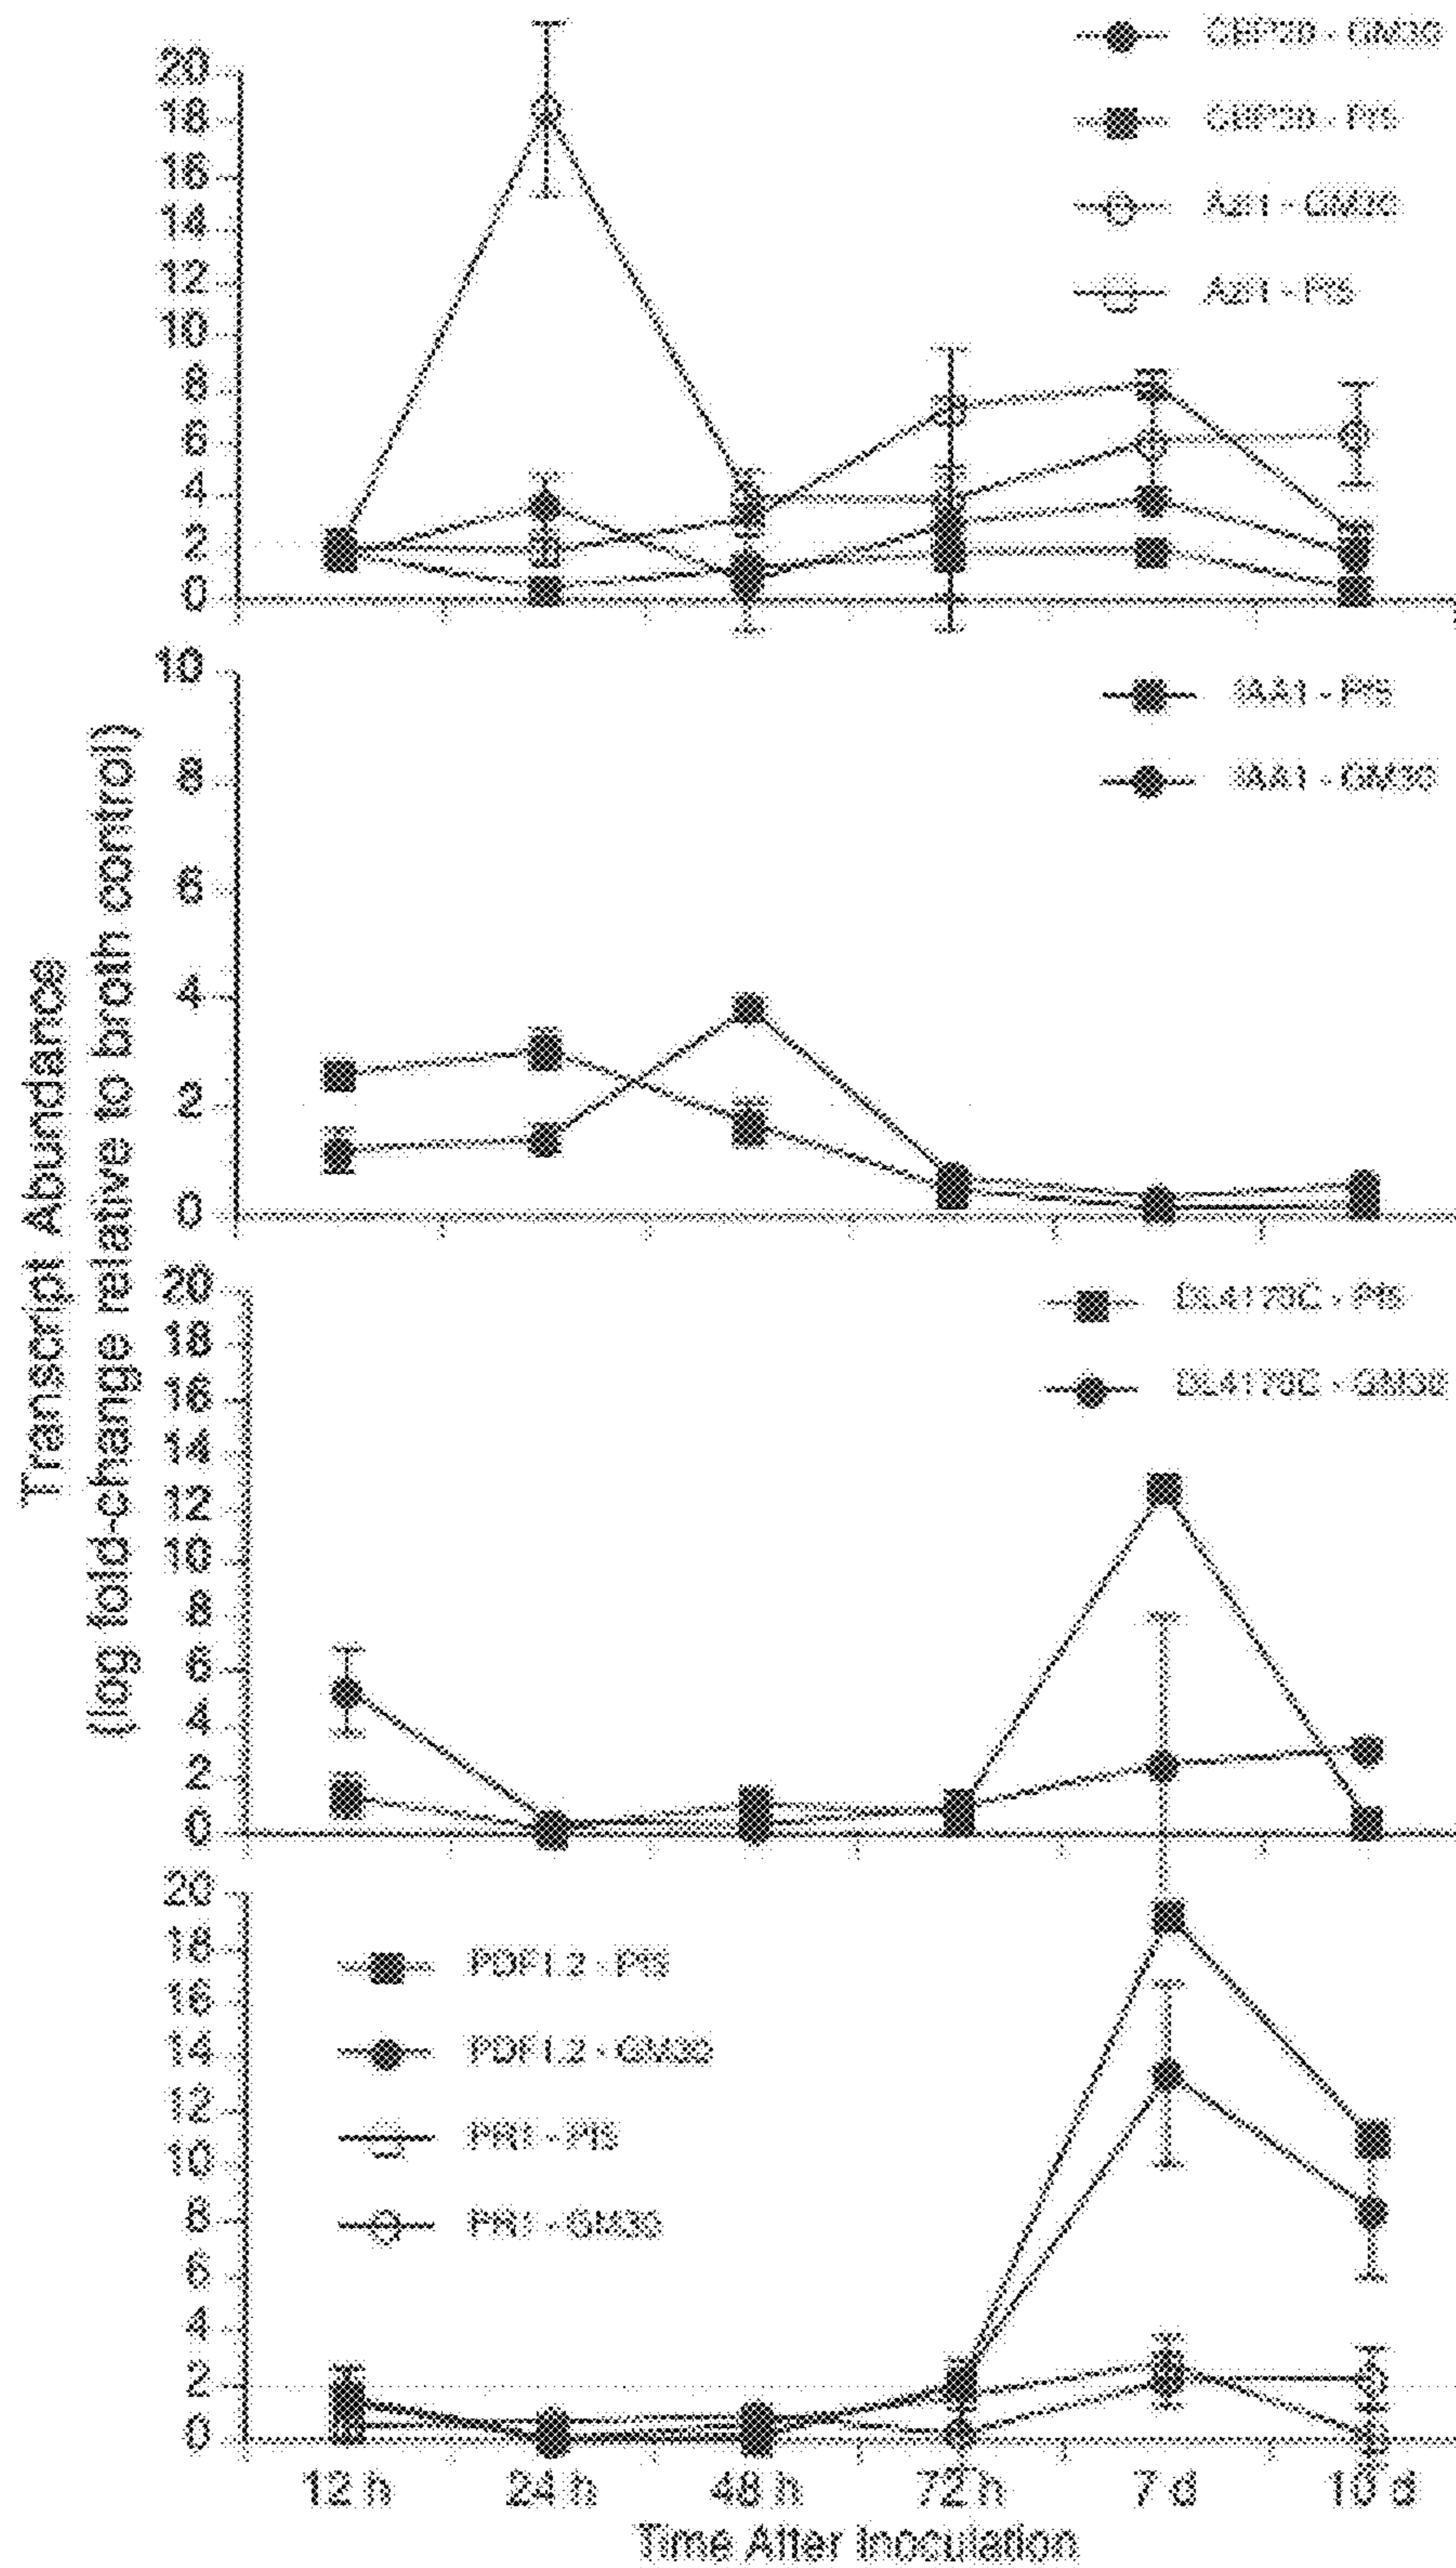 20
18
16
14
12
10
8
6
4
2
0
Azi1 - GM30
Azi1 - PtS
10
8
6
4
2
0
IAA1 - PtS
IAA1 - GM30
20
18
16
14
12
10
8
6
4
2
0
DL4170C - PtS
DL4170C - GM30
20
18
16
14
12
10
8
6
4
2
0
PDF1.2 - PtS
PDF1.2 - GM30
PR1 - PtS
PR1 - GM30
12 h
24 h
48 h
72 h
7 d
10 d
Time After Inoculation
Transcript Abundance
(log fold-change relative to broth control)